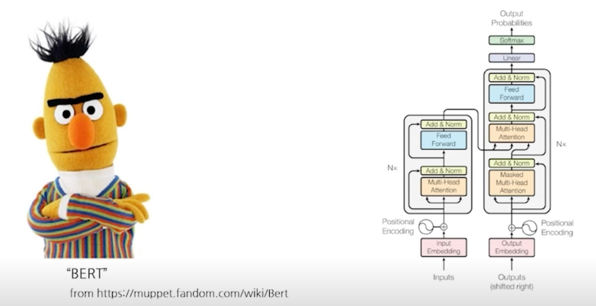 “BERT”
from https://muppet.fandom.com/wiki/Bert
Output
Probabilities
Softmax
Linear
Add & Norm
Feed
Forward
Add & Norm
Multi-Head
Attention
Add & Norm
Masked
Multi-Head
Attention
Nx
Add & Norm
Feed
Forward
Add & Norm
Multi-Head
Attention
Nx
Positional
Encoding
Positional
Encoding
Input
Embedding
Output
Embedding
Inputs
Outputs
(shifted right)